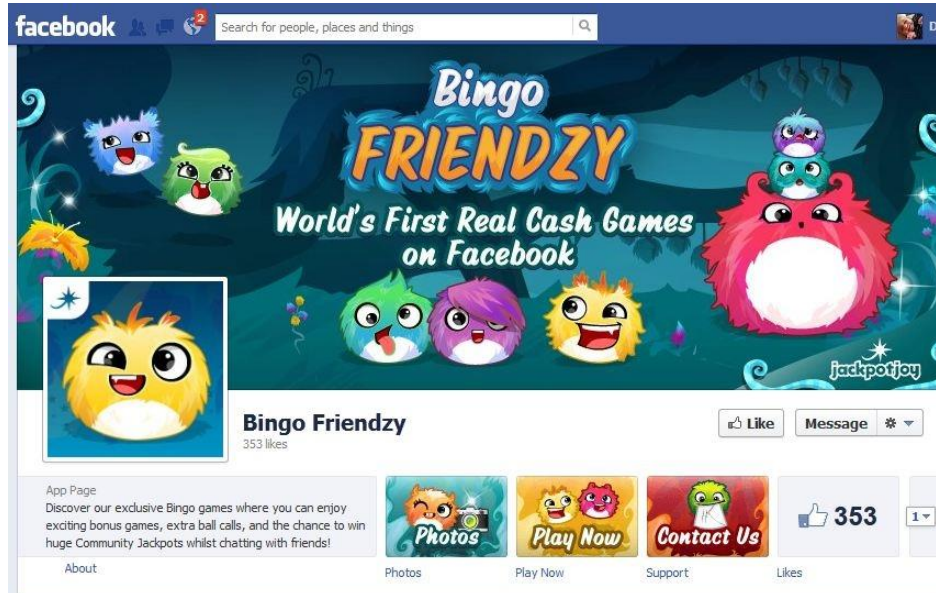 facebook
2
Search for people, places and things
D
Bingo
FRIENDZY
World's First Real Cash Games
on Facebook
jackpotjoy
Bingo Friendzy
353 likes
Like
Message
App Page
Discover our exclusive Bingo games where you can enjoy
exciting bonus games, extra ball calls, and the chance to win
huge Community Jackpots whilst chatting with friends!
About
Photos
Play Now
Contact Us
353
1
Photos
Play Now
Support
Likes